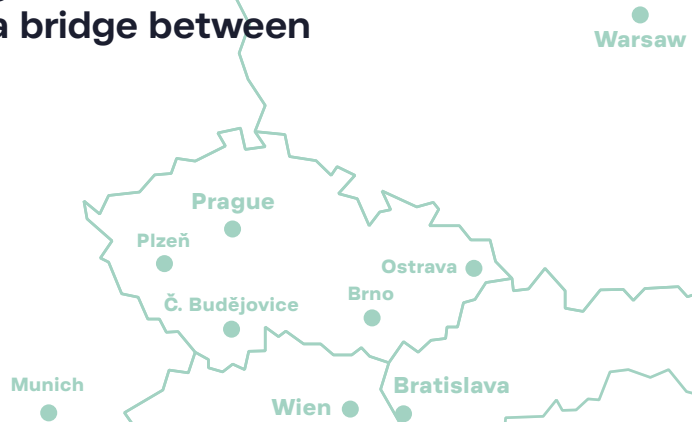 a bridge between
Warsaw
Prague
Plzeň
Ostrava
Brno
Č. Budějovice
Munich
Bratislava
Wien